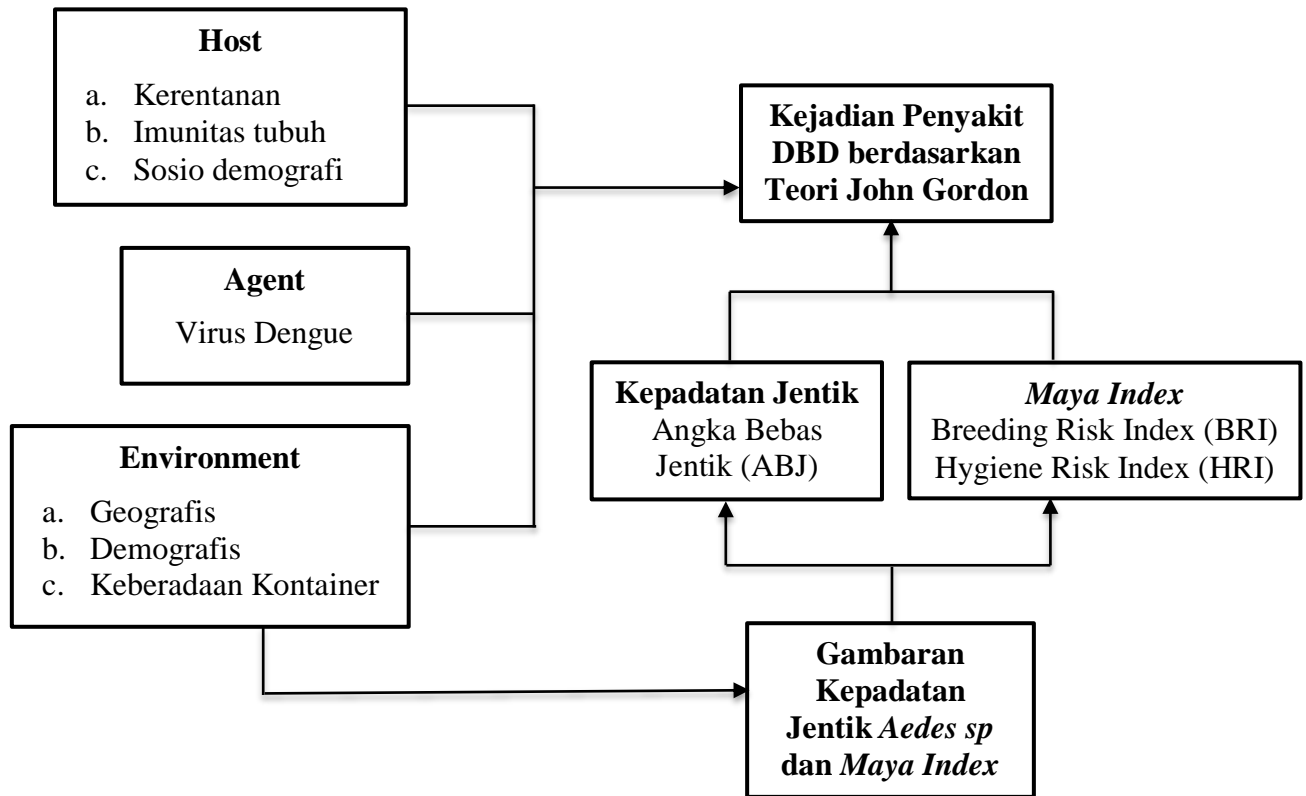 Host
a. Kerentanan
b. Imunitas tubuh
c. Sosio demografi
Agent
Virus Dengue
Environment
a. Geografis
b. Demografis
c. Keberadaan Kontainer
Kejadian Penyakit
DBD berdasarkan
Teori John Gordon
Kepadatan Jentik
Angka Bebas
Jentik (ABJ)
Maya Index
Breeding Risk Index (BRI)
Hygiene Risk Index (HRI)
Gambaran
Kepadatan
Jentik Aedes sp
dan Maya Index